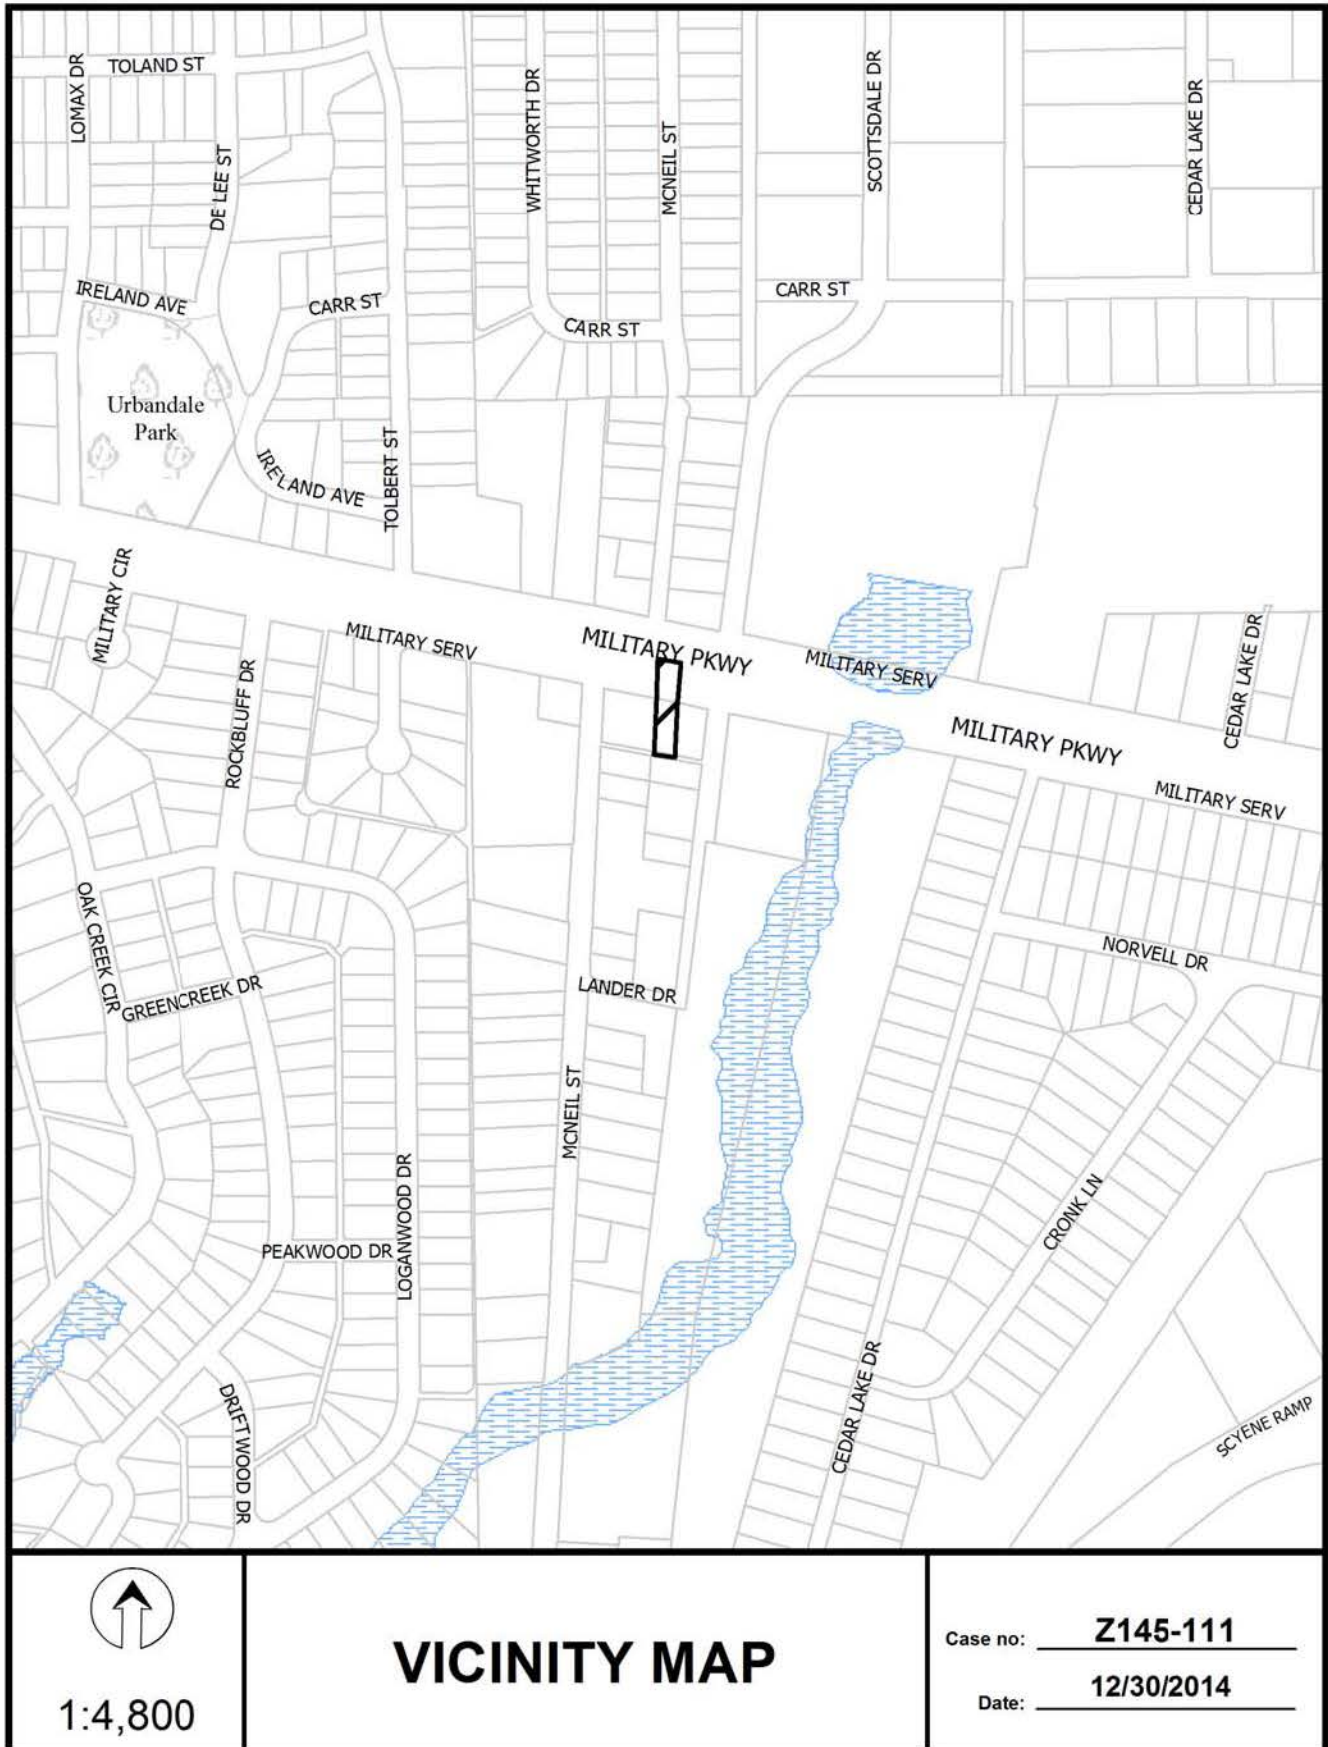 TOLAND ST
LOMAX DR
DE LEE ST
WHITWORTH DR
MCNEIL ST
SCOTTSDALE DR
CEDAR LAKE DR
IRELAND AVE
CARR ST
CARR ST
CARR ST
Urbandale
Park
IRELAND AVE
TOLBERT ST
MILITARY CIR
MILITARY SERV
MILITARY PKWY
MILITARY SERV
CEDAR LAKE DR
ROCKBLUFF DR
MILITARY PKWY
MILITARY SERV
OAK CREEK CIR
GREENCREEK DR
LANDER DR
NORVELL DR
MCNEIL ST
LOGANWOOD DR
PEAKWOOD DR
CRONK LN
DRIFTWOOD DR
CEDAR LAKE DR
SCYENE RAMP
1:4,800
VICINITY MAP
Case no: Z145-111
Date: 12/30/2014